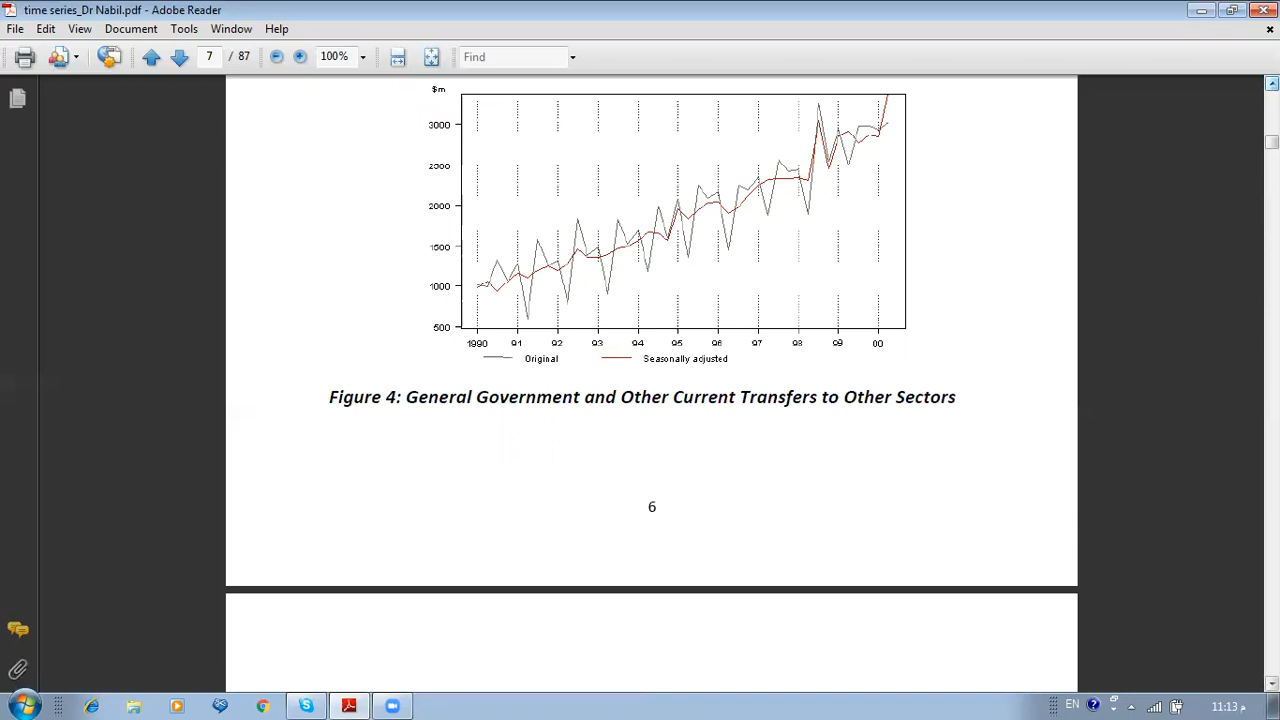 time series_Dr Nabil.pdf - Adobe Reader
File Edit View Document Tools Window Help
7 / 87 100% Find
$m
3000
2500
2000
1500
1000
500
1990 91 92 93 94 95 96 97 98 99 00
Original Seasonally adjusted
Figure 4: General Government and Other Current Transfers to Other Sectors
6
EN 11:13 م